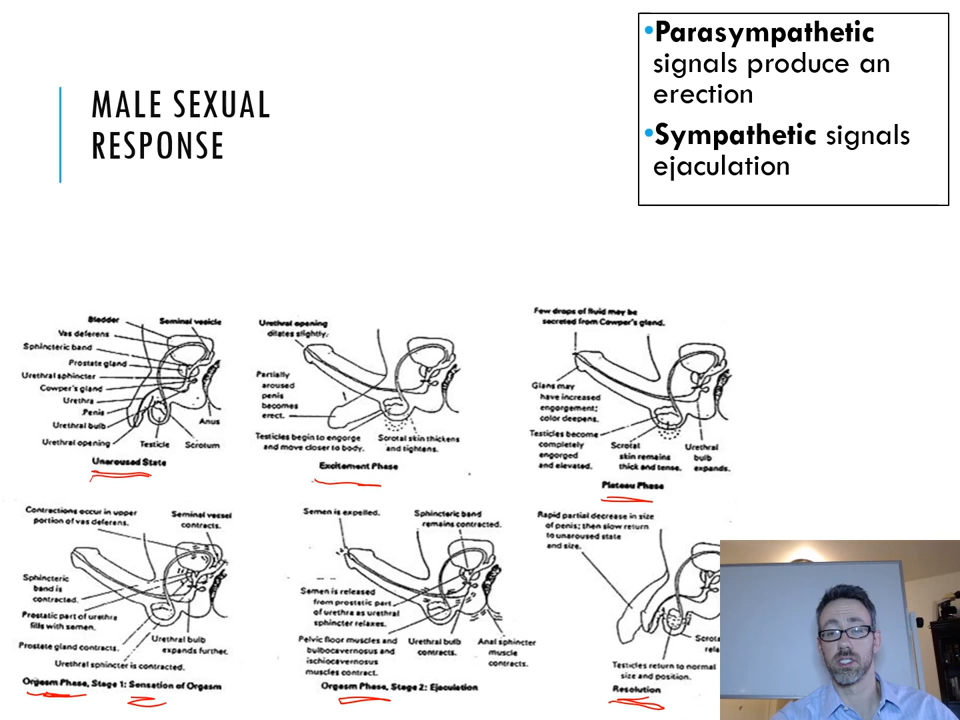 MALE SEXUAL
RESPONSE
•Parasympathetic
signals produce an
erection
•Sympathetic signals
ejaculation
Bladder
Seminal vesicle
Vas deferens
Sphincteric band
Prostate gland
Urethral sphincter
Cowper's gland
Urethra
Penis
Urethral bulb
Anus
Urethral opening
Testicle
Scrotum
Unaroused State
Urethral opening
dilates slightly.
Partially
aroused
penis
becomes
erect.
Testicles begin to engorge
and move closer to body.
Scrotal skin thickens
and tightens.
Excitement Phase
Few drops of fluid may be
secreted from Cowper's gland.
Glans may
have increased
engorgement;
color deepens.
Testicles become
completely
engorged
and elevated.
Scrotal
skin remains
thick and tense.
Urethral
bulb
expands.
Plateau Phase
Contractions occur in upper
portion of vas deferens.
Seminal vessel
contracts.
Sphincteric
band is
contracted.
Prostatic part of urethra
fills with semen.
Prostate gland contracts.
Urethral bulb
expands further.
Urethral sphincter is contracted.
Orgasm Phase, Stage 1: Sensation of Orgasm
Semen is expelled.
Sphincteric band
remains contracted.
Semen is released
from prostatic part
of urethra as urethral
sphincter relaxes.
Pelvic floor muscles and
bulbocavernosus and
ischiocavernosus
muscles contract.
Urethral bulb
contracts.
Anal sphincter
muscle
contracts.
Orgasm Phase, Stage 2: Ejaculation
Rapid partial decrease in size
of penis; then slow return
to unaroused state
and size.
Scrota
rela
Testicles return to normal
size and position.
Resolution